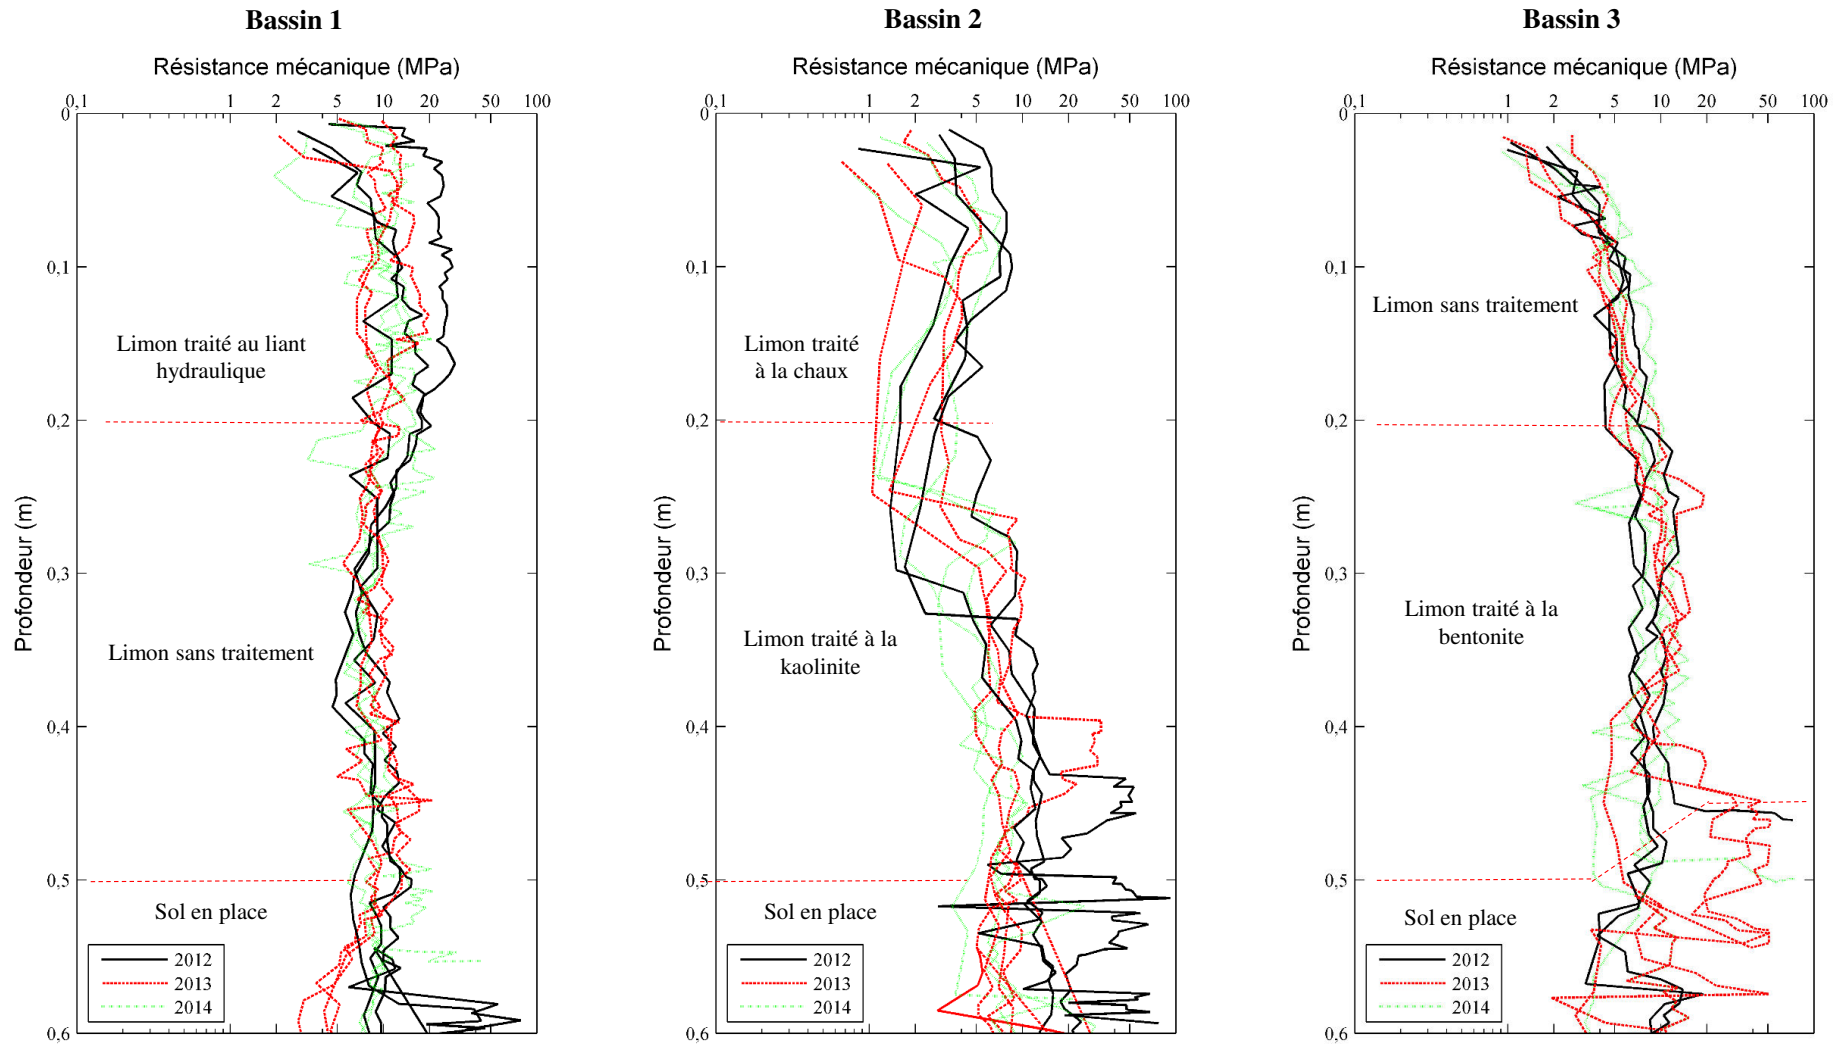 Bassin 1
Résistance mécanique (MPa)
0,1 1 2 5 10 20 50 100
0
0,1
0,2
0,3
0,4
0,5
0,6
Profondeur (m)
Limon traité au liant
hydraulique
Limon sans traitement
Sol en place
2012
2013
2014
Bassin 2
Résistance mécanique (MPa)
0,1 1 2 5 10 20 50 100
0
0,1
0,2
0,3
0,4
0,5
0,6
Profondeur (m)
Limon traité
à la chaux
Limon traité à la
kaolinite
Sol en place
2012
2013
2014
Bassin 3
Résistance mécanique (MPa)
0,1 1 2 5 10 20 50 100
0
0,1
0,2
0,3
0,4
0,5
0,6
Profondeur (m)
Limon sans traitement
Limon traité à la
bentonite
Sol en place
2012
2013
2014